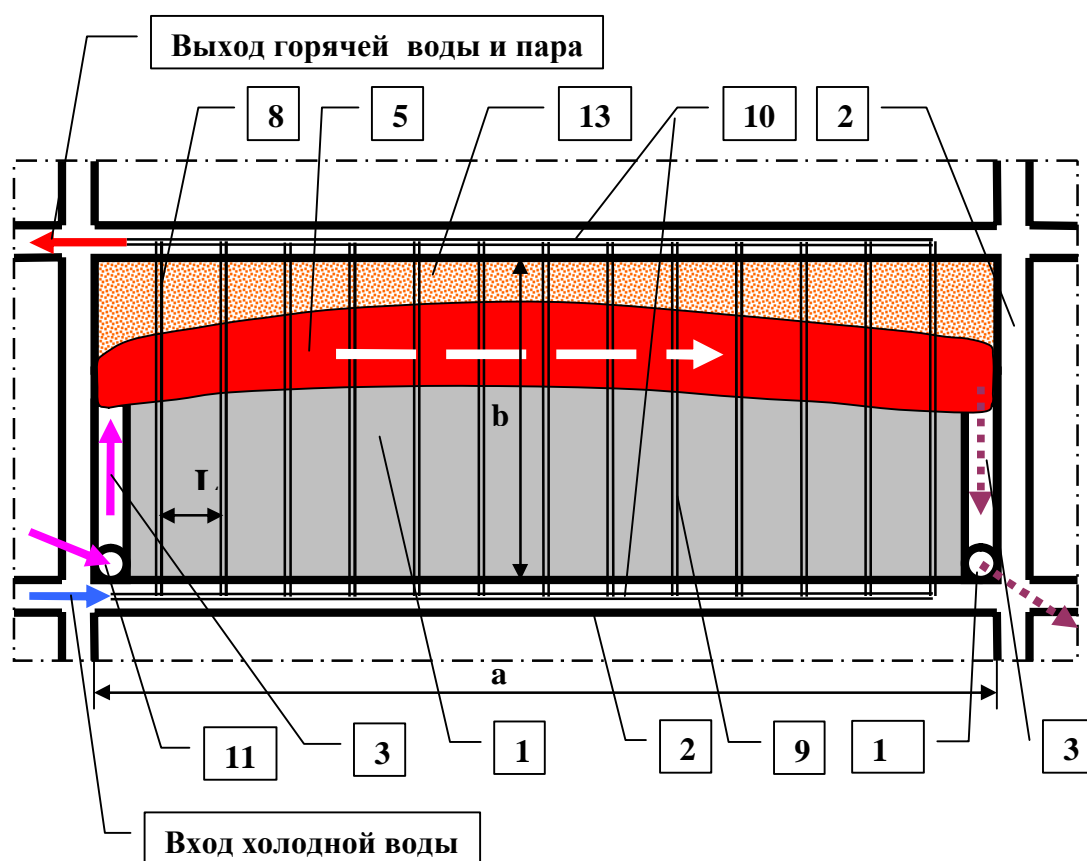 Выход горячей воды и пара
8 5 13 10 2
b
a
11 3 1 2 9 1 3
Вход холодной воды